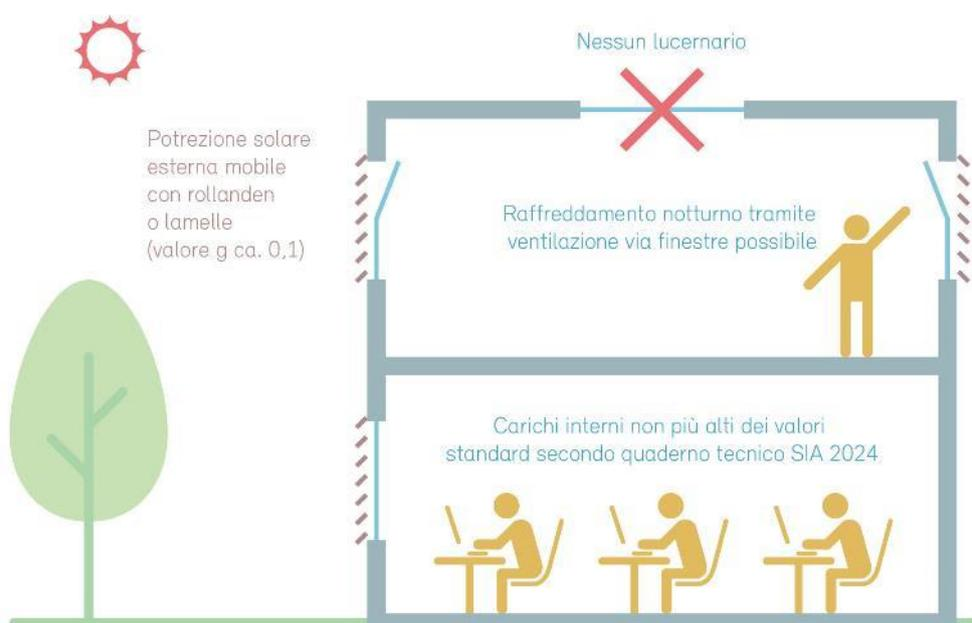 Nessun lucernario
Potrezione solare
esterna mobile
con rollanden
o lamelle
(valore g ca. 0,1)
Raffreddamento notturno tramite
ventilazione via finestre possibile
Carichi interni non più alti dei valori
standard secondo quaderno tecnico SIA 2024